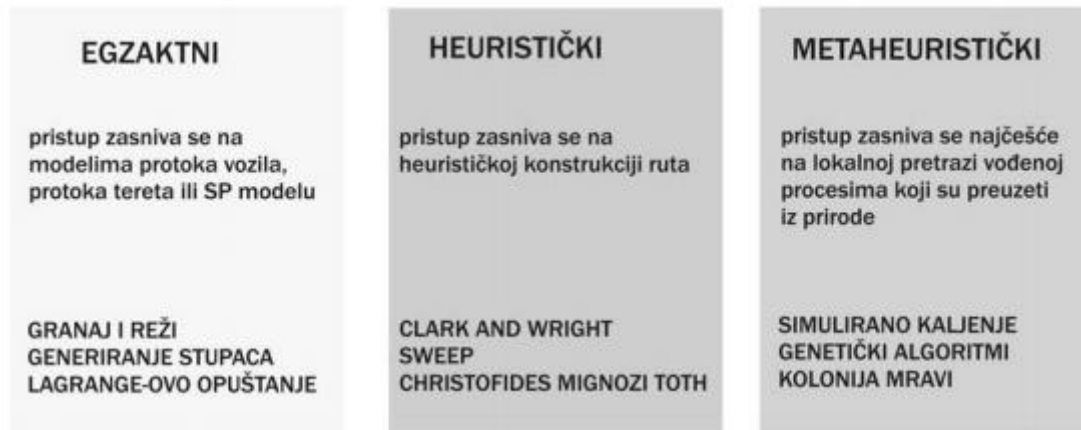 EGZAKTNI
pristup zasniva se na
modelima protoka vozila,
protoka tereta ili SP modelu
GRANAJ I REŽI
GENERIRANJE STUPACA
LAGRANGE-OVO OPUŠTANJE
HEURISTIČKI
pristup zasniva se na
heurističkoj konstrukciji ruta
CLARK AND WRIGHT
SWEEP
CHRISTOFIDES MIGNOZI TOTH
METAHEURISTIČKI
pristup zasniva se najčešće
na lokalnoj pretrazi vođenoj
procesima koji su preuzeti
iz prirode
SIMULIRANO KALJENJE
GENETIČKI ALGORITMI
KOLONIJA MRAVI